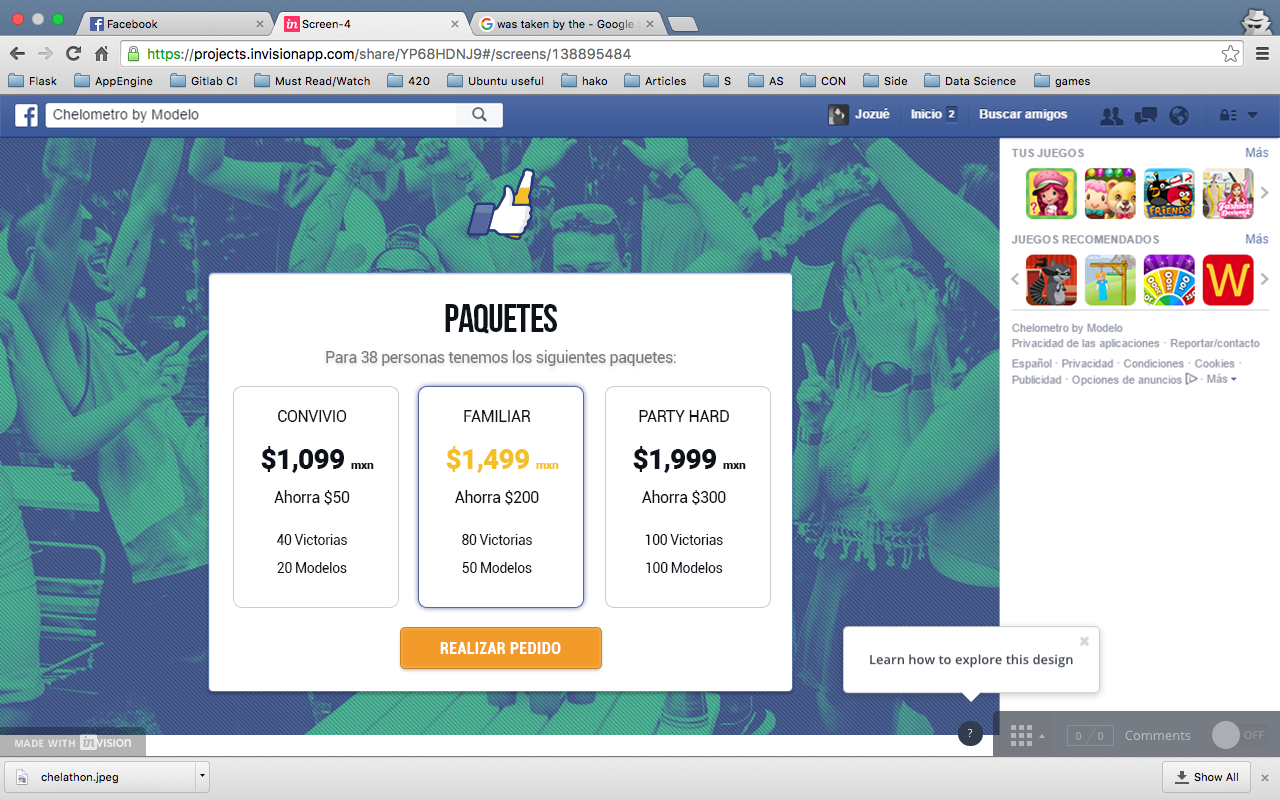 Facebook
Screen-4
was taken by the - Google
https://projects.invisionapp.com/share/YP68HDNJ9#/screens/138895484
Flask AppEngine Gitlab CI Must Read/Watch 420 Ubuntu useful hako Articles S AS CON Side Data Science games
Chelometro by Modelo
Jozué Inicio 2 Buscar amigos
TUS JUEGOS Más
FRIENDS
Fashion
JUEGOS RECOMENDADOS Más
W
Chelometro by Modelo
Privacidad de las aplicaciones · Reportar/contacto
Español · Privacidad · Condiciones · Cookies ·
Publicidad · Opciones de anuncios · Más
PAQUETES
Para 38 personas tenemos los siguientes paquetes:
CONVIVIO
$1,099 mxn
Ahorra $50
40 Victorias
20 Modelos
FAMILIAR
$1,499 mxn
Ahorra $200
80 Victorias
50 Modelos
PARTY HARD
$1,999 mxn
Ahorra $300
100 Victorias
100 Modelos
REALIZAR PEDIDO
Learn how to explore this design
?
MADE WITH inVISION
0 / 0 Comments OFF
chelathon.jpeg
Show All